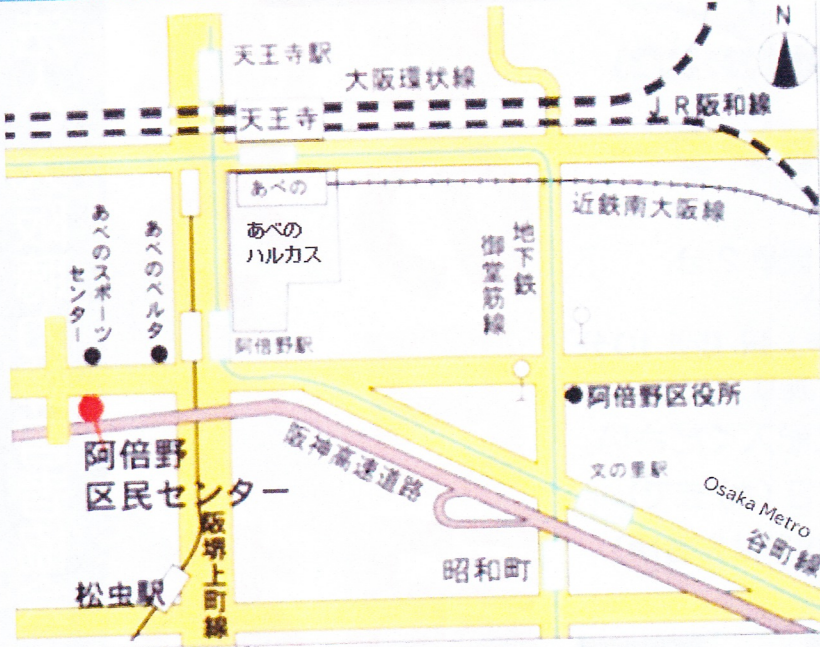 N
天王寺駅
大阪環状線
JR阪和線
天王寺
あべの
近鉄南大阪線
あべの
ハルカス
地下鉄
御堂筋線
あべのベルタ
あべのスポーツ
センター
阿倍野駅
阿倍野区役所
阿倍野
区民センター
阪神高速道路
文の里駅
Osaka Metro
谷町線
阪堺上町線
昭和町
松虫駅